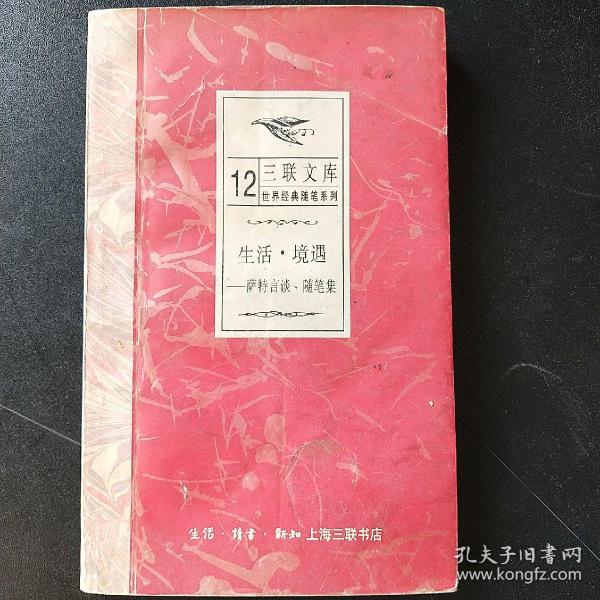 12
三联文库
世界经典随笔系列
生活·境遇
——萨特言谈、随笔集
生活·读书·新知 上海三联书店
孔夫子旧书网
www.kongfz.com